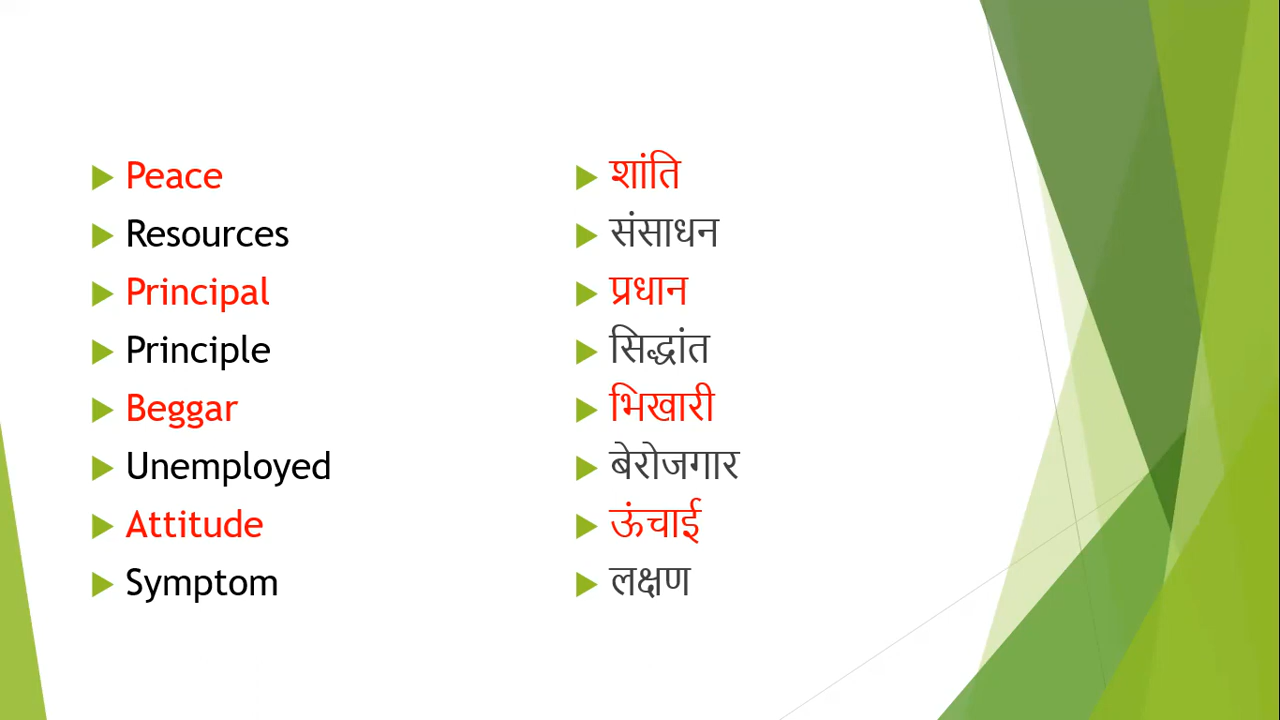 Peace शांति
Resources संसाधन
Principal प्रधान
Principle सिद्धांत
Beggar भिखारी
Unemployed बेरोजगार
Attitude ऊंचाई
Symptom लक्षण